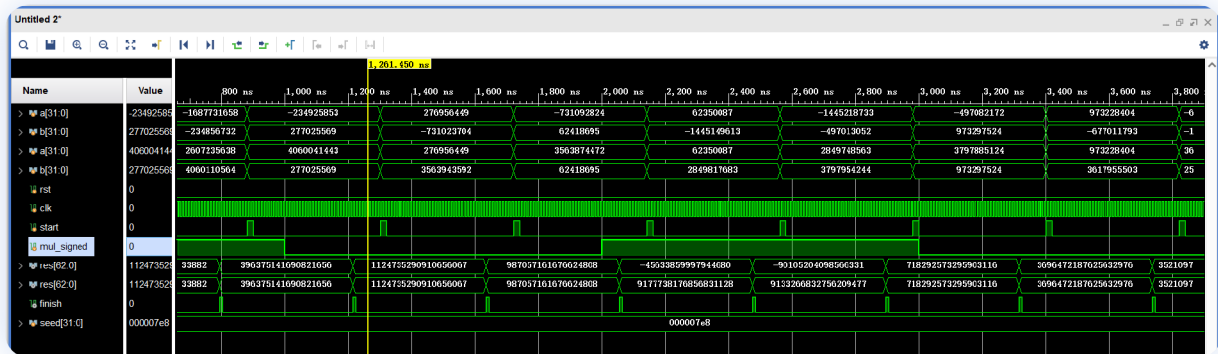 Untitled 2*
1,261.450 ns
Name Value
800 ns 1,000 ns 1,200 ns 1,400 ns 1,600 ns 1,800 ns 2,000 ns 2,200 ns 2,400 ns 2,600 ns 2,800 ns 3,000 ns 3,200 ns 3,400 ns 3,600 ns 3,800
a[31:0] -23492585 -1687731658 -234925853 276956449 -731092824 62350087 -1445218733 -497082172 973228404 -6
b[31:0] 277025569 -234856732 277025569 -731023704 62418695 -1445149613 -497013052 973297524 -677011793 -1
a[31:0] 406004144 2607235638 4060041443 276956449 3563874472 62350087 2849748563 3797885124 973228404 36
b[31:0] 277025569 4060110564 277025569 3563943592 62418695 2849817683 3797954244 973297524 3617955503 25
rst 0
clk 0
start 0
mul_signed 0
res[62:0] 112473529 33882 396375141690821656 1124735290910656067 987057161676624808 -45633859997944680 -90105204098566331 718292573295903116 3696472187625632976 3521097
res[62:0] 112473529 33882 396375141690821656 1124735290910656067 987057161676624808 9177738176856831128 9133266832756209477 718292573295903116 3696472187625632976 3521097
finish 0
seed[31:0] 000007e8 000007e8